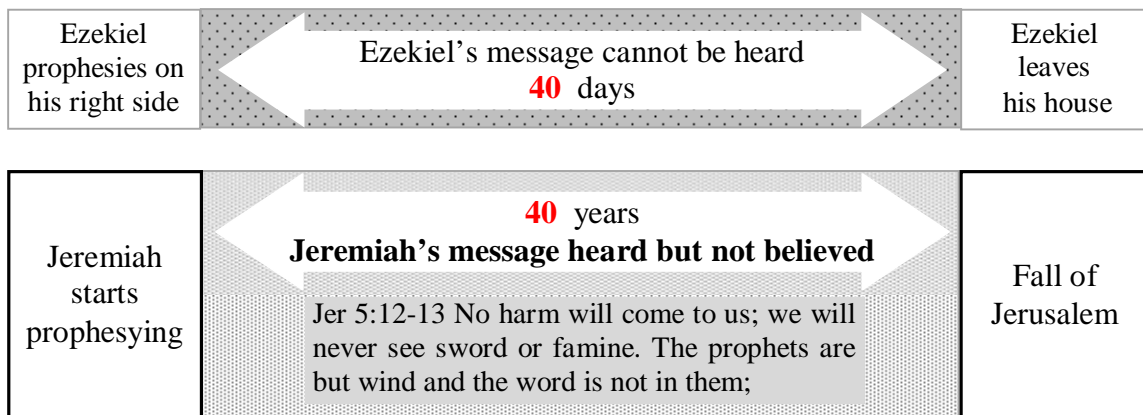 Ezekiel
prophesies on
his right side
Ezekiel’s message cannot be heard
40 days
Ezekiel
leaves
his house
Jeremiah
starts
prophesying
40 years
Jeremiah’s message heard but not believed
Jer 5:12-13 No harm will come to us; we will
never see sword or famine. The prophets are
but wind and the word is not in them;
Fall of
Jerusalem